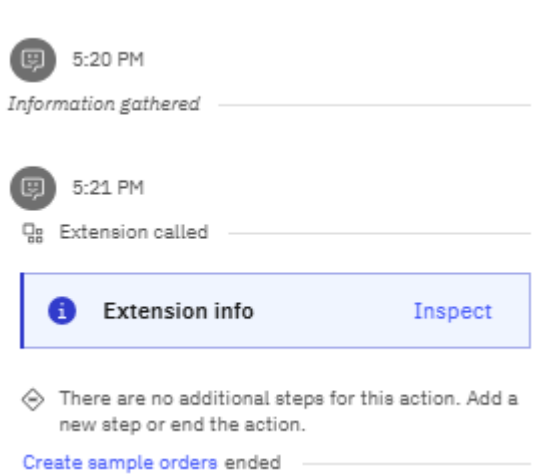 5:20 PM
Information gathered
5:21 PM
Extension called
Extension info Inspect
There are no additional steps for this action. Add a
new step or end the action.
Create sample orders ended